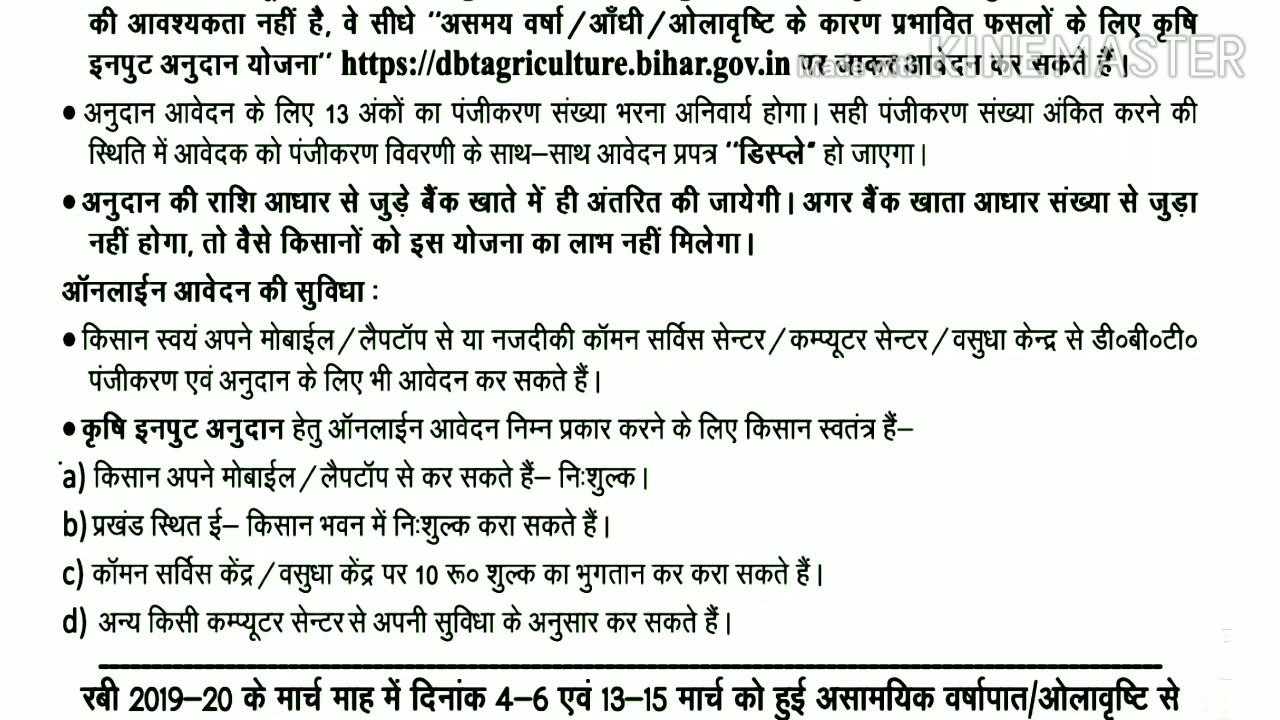 की आवश्यकता नहीं है, वे सीधे "असमय वर्षा/आँधी/ओलावृष्टि के कारण प्रभावित फसलों के लिए कृषि
इनपुट अनुदान योजना" https://dbtagriculture.bihar.gov.in पर जाकर आवेदन कर सकते हैं।
Made with KINEMASTER
• अनुदान आवेदन के लिए 13 अंकों का पंजीकरण संख्या भरना अनिवार्य होगा। सही पंजीकरण संख्या अंकित करने की
स्थिति में आवेदक को पंजीकरण विवरणी के साथ–साथ आवेदन प्रपत्र "डिस्प्ले" हो जाएगा।
• अनुदान की राशि आधार से जुड़े बैंक खाते में ही अंतरित की जायेगी। अगर बैंक खाता आधार संख्या से जुड़ा
नहीं होगा, तो वैसे किसानों को इस योजना का लाभ नहीं मिलेगा।
ऑनलाईन आवेदन की सुविधा :
• किसान स्वयं अपने मोबाईल/लैपटॉप से या नजदीकी कॉमन सर्विस सेन्टर/कम्प्यूटर सेन्टर/वसुधा केन्द्र से डी०बी०टी०
पंजीकरण एवं अनुदान के लिए भी आवेदन कर सकते हैं।
• कृषि इनपुट अनुदान हेतु ऑनलाईन आवेदन निम्न प्रकार करने के लिए किसान स्वतंत्र हैं–
a) किसान अपने मोबाईल/लैपटॉप से कर सकते हैं– निःशुल्क।
b) प्रखंड स्थित ई– किसान भवन में निःशुल्क करा सकते हैं।
c) कॉमन सर्विस केंद्र/वसुधा केंद्र पर 10 रू० शुल्क का भुगतान कर करा सकते हैं।
d) अन्य किसी कम्प्यूटर सेन्टर से अपनी सुविधा के अनुसार कर सकते हैं।
रबी 2019–20 के मार्च माह में दिनांक 4–6 एवं 13–15 मार्च को हुई असामयिक वर्षापात/ओलावृष्टि से